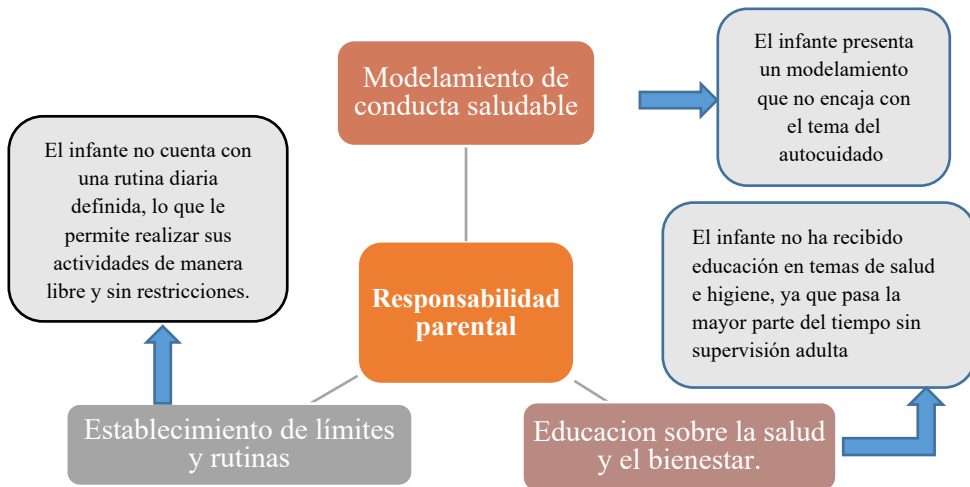 Modelamiento de
conducta saludable
El infante presenta
un modelamiento
que no encaja con
el tema del
autocuidado.
El infante no cuenta con
una rutina diaria
definida, lo que le
permite realizar sus
actividades de manera
libre y sin restricciones.
Responsabilidad
parental
El infante no ha recibido
educación en temas de salud
e higiene, ya que pasa la
mayor parte del tiempo sin
supervisión adulta
Establecimiento de límites
y rutinas
Educacion sobre la salud
y el bienestar.